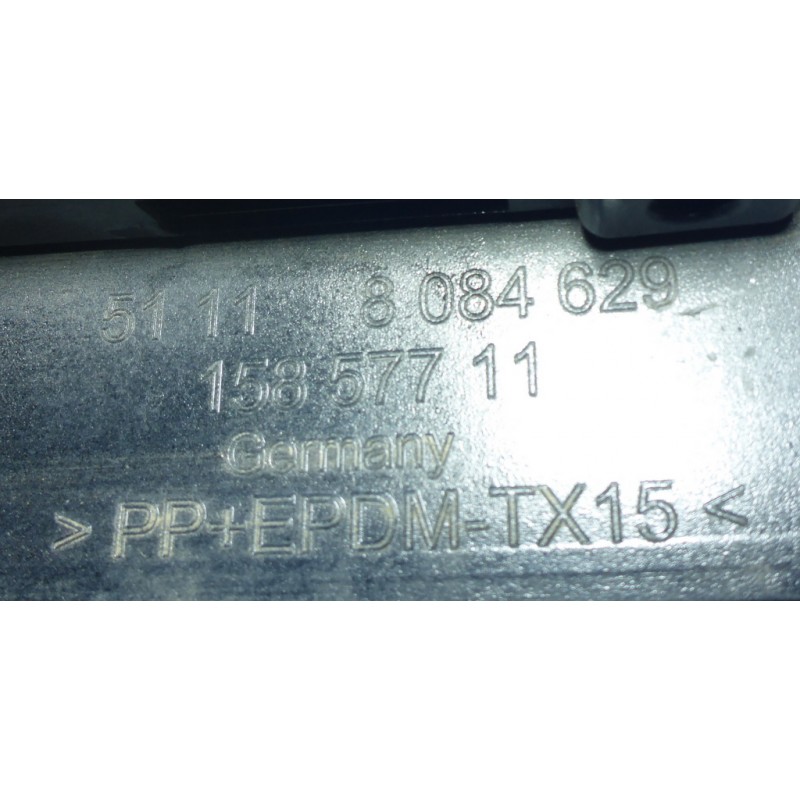 51 11 8 084 629
158 577 11
Germany
> PP+EPDM-TX15 <